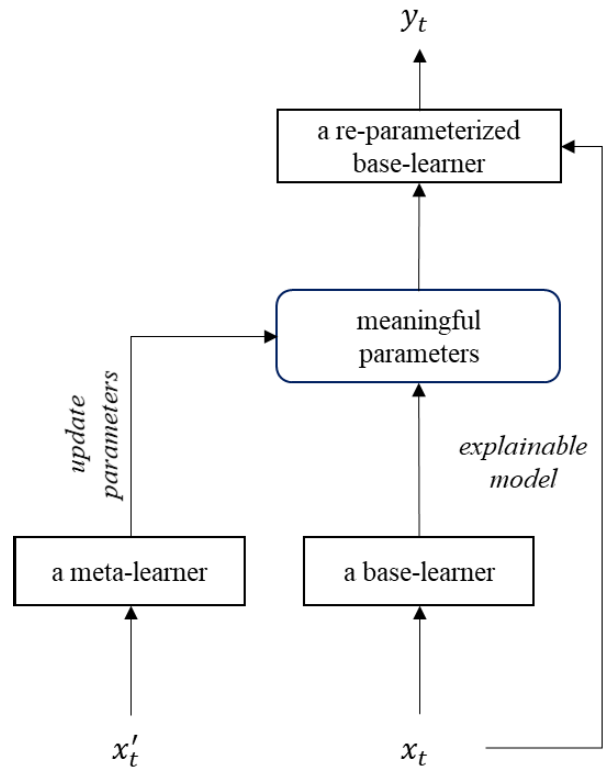 y_t
a re-parameterized
base-learner
meaningful
parameters
update
parameters
explainable
model
a meta-learner
a base-learner
x'_t
x_t